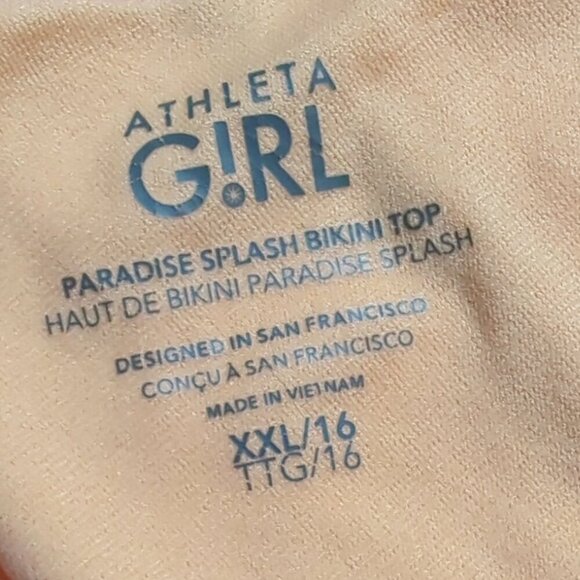 ATHLETA
G!RL
PARADISE SPLASH BIKINI TOP
HAUT DE BIKINI PARADISE SPLASH
DESIGNED IN SAN FRANCISCO
CONÇU À SAN FRANCISCO
MADE IN VIETNAM
XXL/16
TTG/16